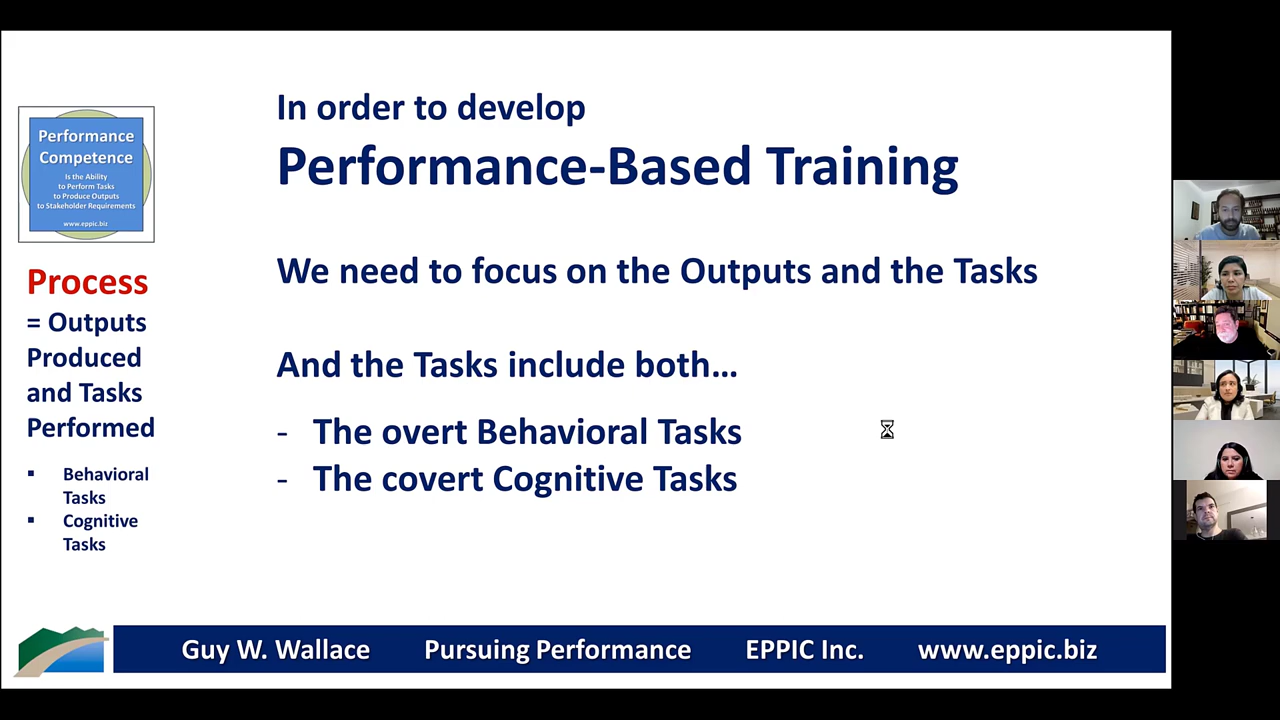 Performance
Competence
Is the Ability
to Perform Tasks
to Produce Outputs
to Stakeholder Requirements
www.eppic.biz
Process
= Outputs
Produced
and Tasks
Performed
▪ Behavioral
Tasks
▪ Cognitive
Tasks
In order to develop
Performance-Based Training
We need to focus on the Outputs and the Tasks
And the Tasks include both…
- The overt Behavioral Tasks
- The covert Cognitive Tasks
Guy W. Wallace Pursuing Performance EPPIC Inc. www.eppic.biz